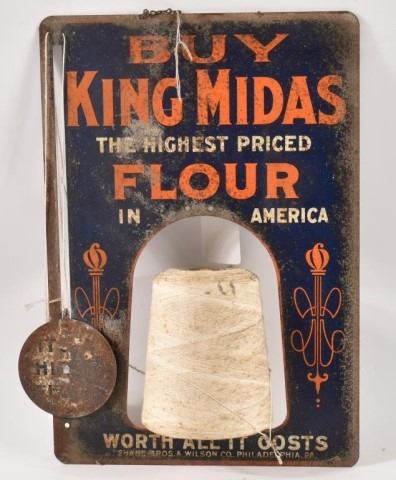 BUY
KING MIDAS
THE HIGHEST PRICED
FLOUR
IN AMERICA
WORTH ALL IT COSTS
SHANE BROS. & WILSON CO. PHILADELPHIA, PA.